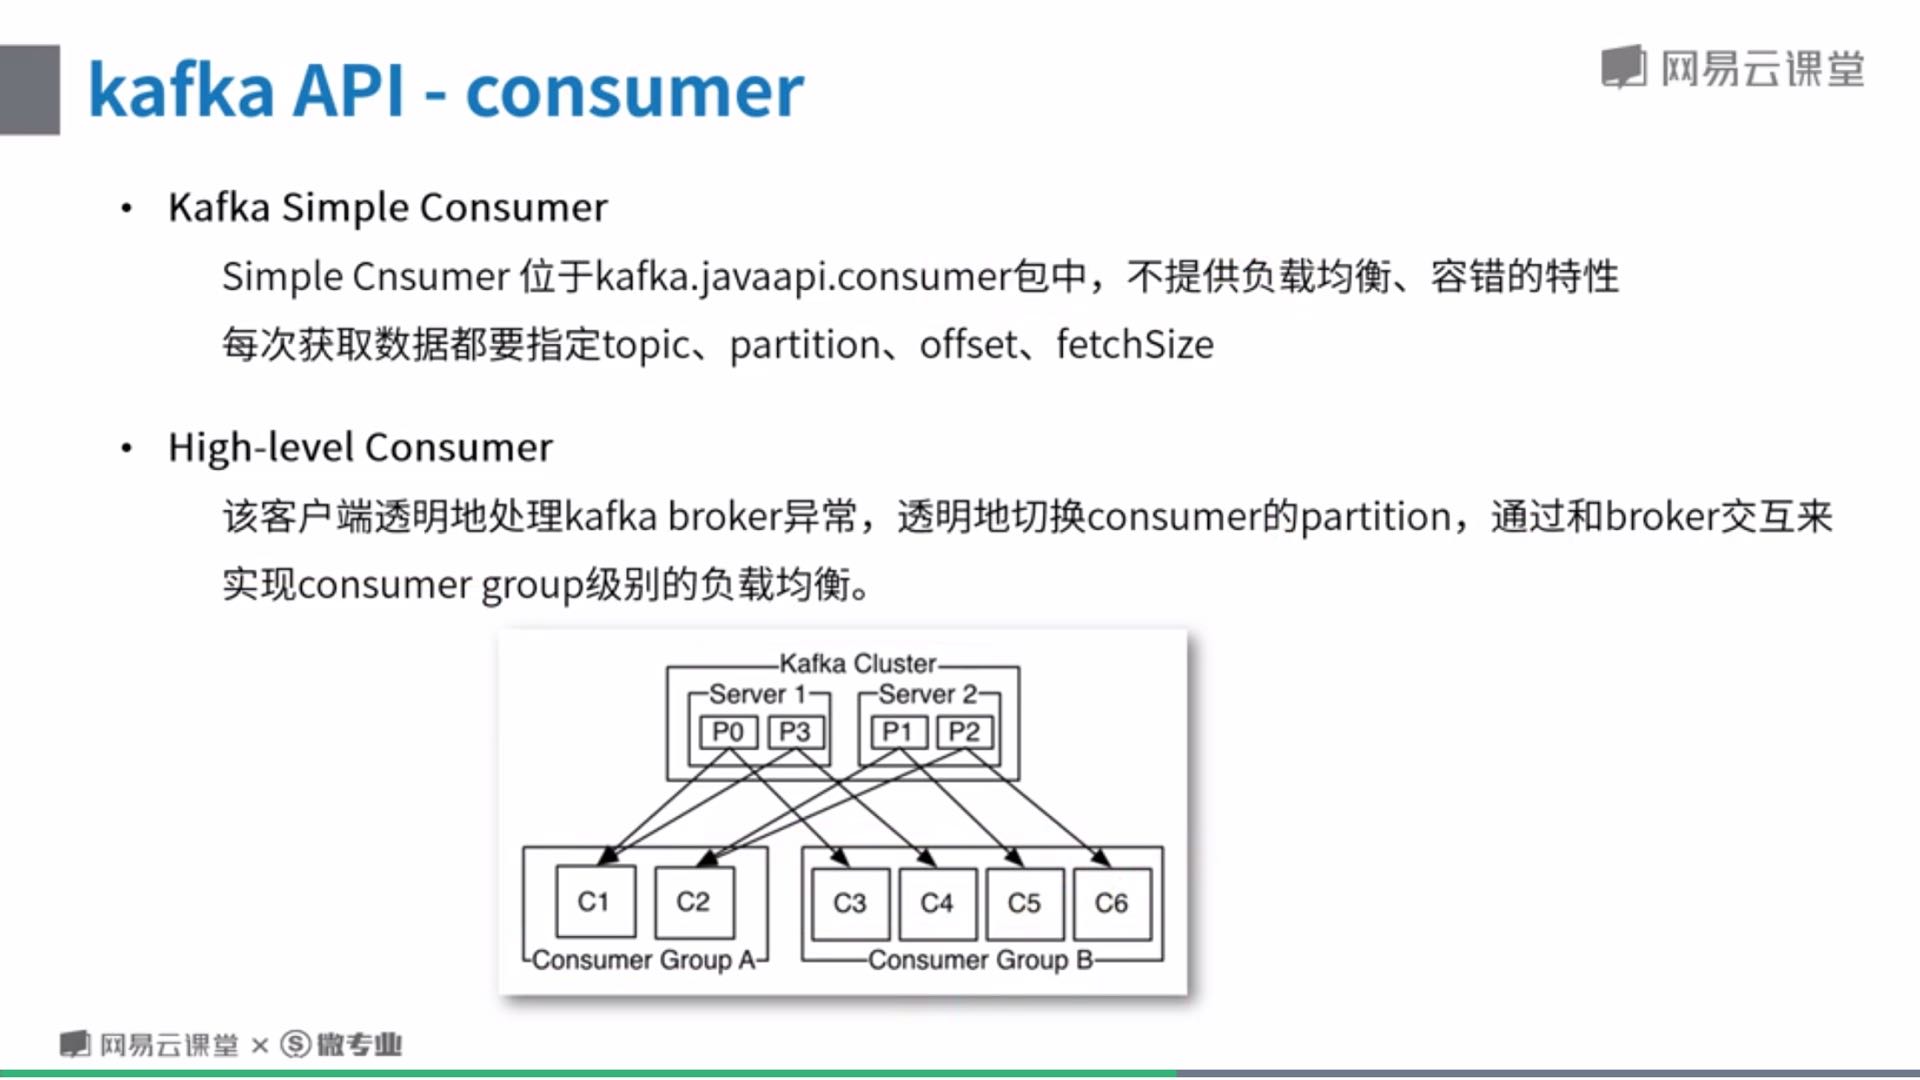 kafka API - consumer
网易云课堂
• Kafka Simple Consumer
Simple Cnsumer 位于kafka.javaapi.consumer包中，不提供负载均衡、容错的特性
每次获取数据都要指定topic、partition、offset、fetchSize
• High-level Consumer
该客户端透明地处理kafka broker异常，透明地切换consumer的partition，通过和broker交互来
实现consumer group级别的负载均衡。
Kafka Cluster
Server 1 Server 2
P0 P3 P1 P2
C1 C2 C3 C4 C5 C6
Consumer Group A Consumer Group B
网易云课堂 × S 微专业